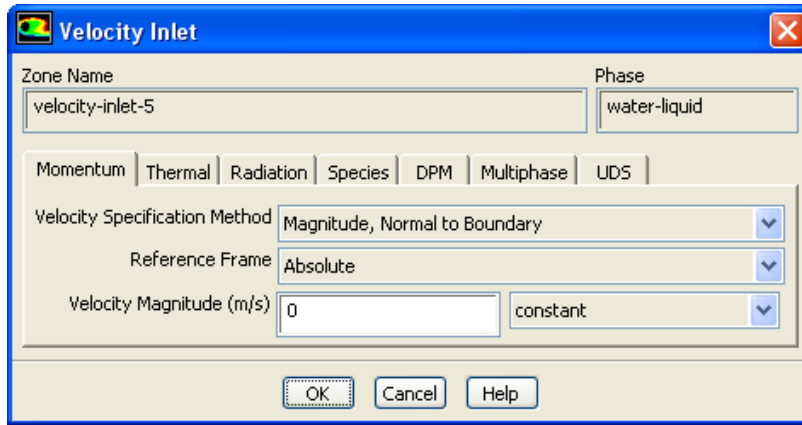 Velocity Inlet
Zone Name Phase
velocity-inlet-5 water-liquid
Momentum Thermal Radiation Species DPM Multiphase UDS
Velocity Specification Method Magnitude, Normal to Boundary
Reference Frame Absolute
Velocity Magnitude (m/s) 0 constant
OK Cancel Help